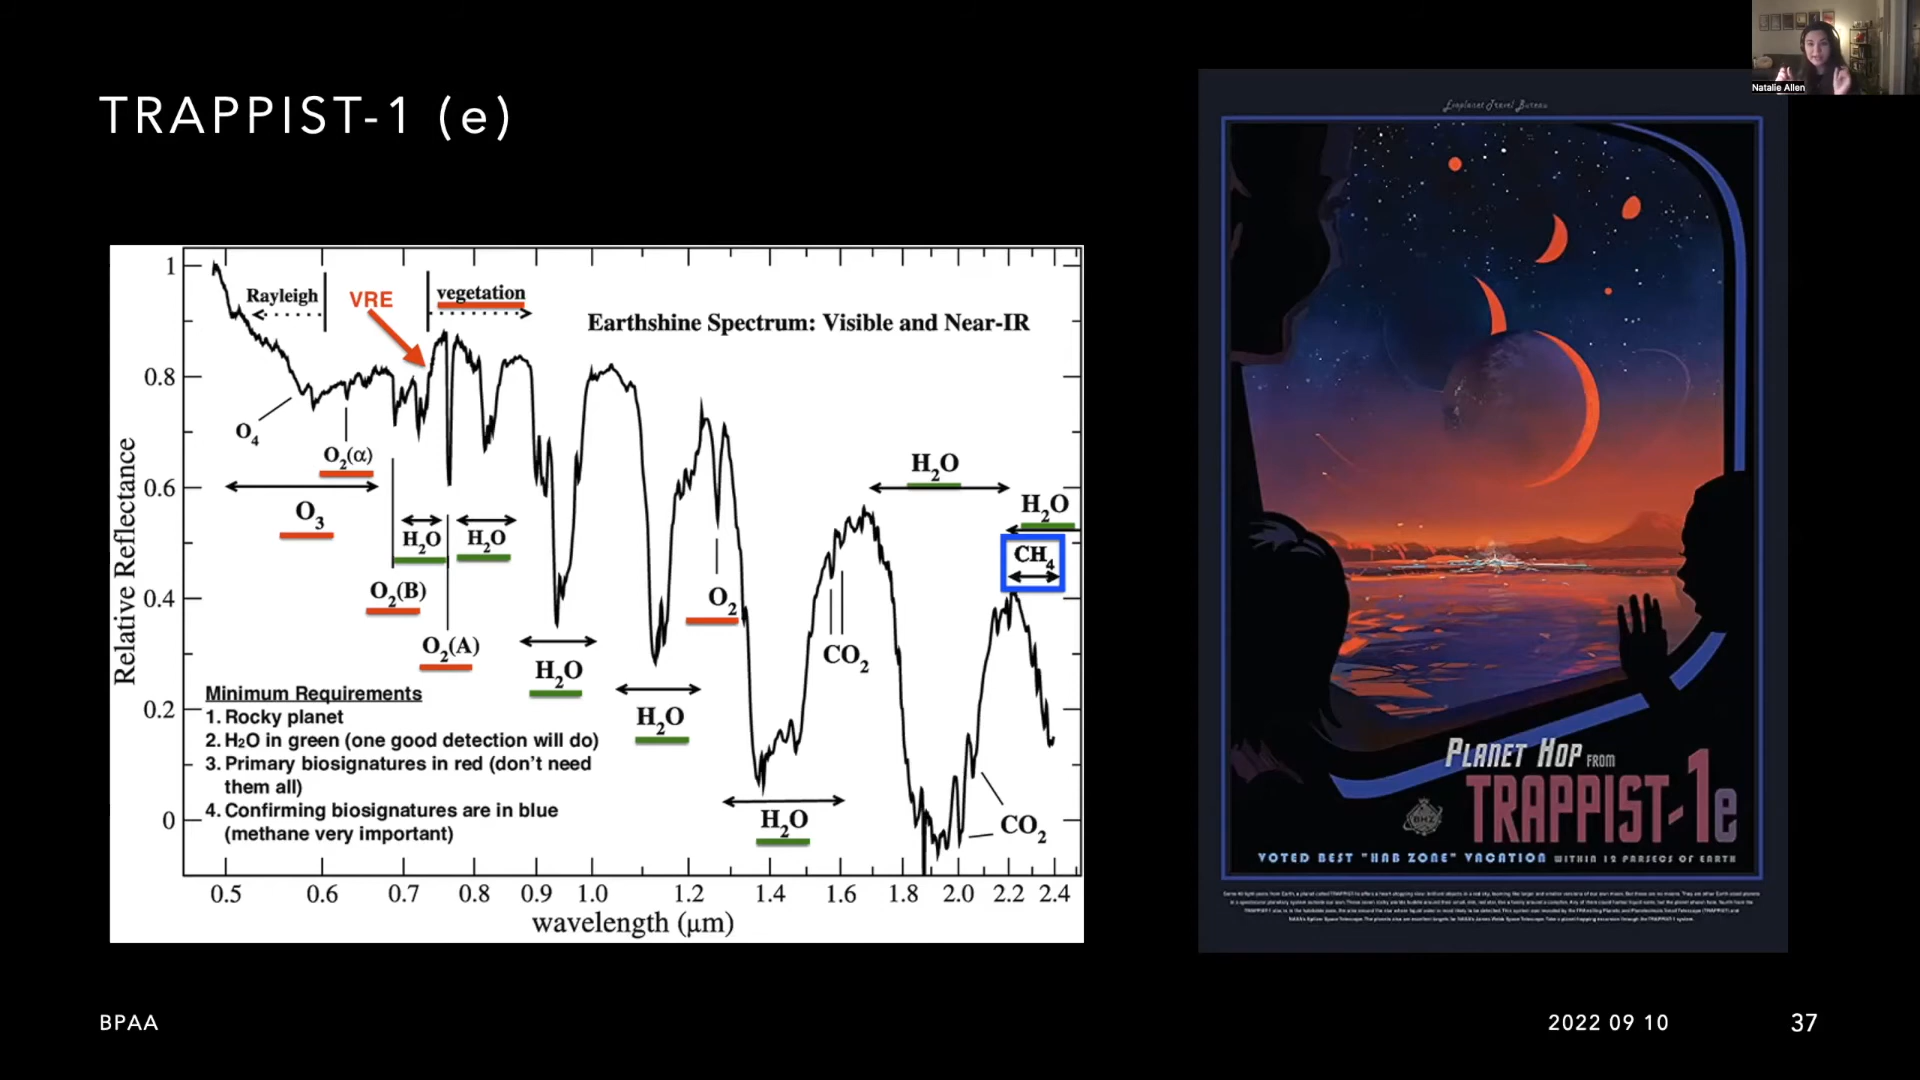 Natalie Allen
TRAPPIST-1 (e)
1
0.8
0.6
0.4
0.2
0
Relative Reflectance
Rayleigh
VRE
vegetation
Earthshine Spectrum: Visible and Near-IR
O4
O2(α)
O3
H2O
H2O
O2(B)
O2(A)
H2O
H2O
O2
H2O
CO2
H2O
H2O
CH4
CO2
Minimum Requirements
1. Rocky planet
2. H2O in green (one good detection will do)
3. Primary biosignatures in red (don't need
them all)
4. Confirming biosignatures are in blue
(methane very important)
0.5 0.6 0.7 0.8 0.9 1.0 1.2 1.4 1.6 1.8 2.0 2.2 2.4
wavelength (μm)
Exoplanet Travel Bureau
PLANET HOP FROM
TRAPPIST-1e
VOTED BEST "HAB ZONE" VACATION WITHIN 12 PARSECS OF EARTH
BPAA
2022 09 10
37